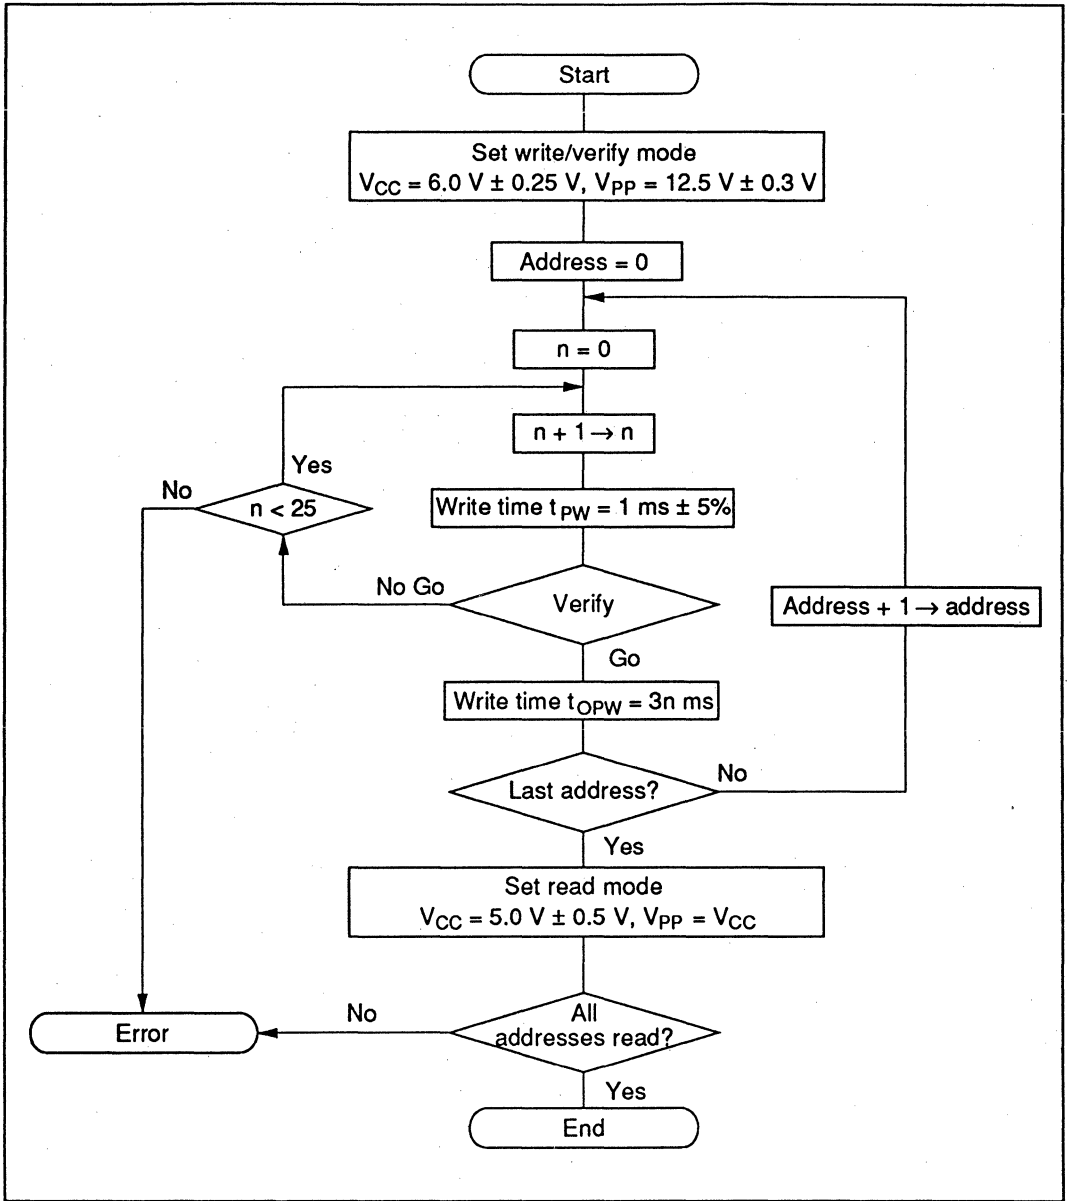 Start
Set write/verify mode
VCC = 6.0 V ± 0.25 V, VPP = 12.5 V ± 0.3 V
Address = 0
n = 0
n + 1 → n
Yes
No
n < 25
Write time tPW = 1 ms ± 5%
No Go
Verify
Address + 1 → address
Go
Write time tOPW = 3n ms
No
Last address?
Yes
Set read mode
VCC = 5.0 V ± 0.5 V, VPP = VCC
No
All
addresses read?
Error
Yes
End